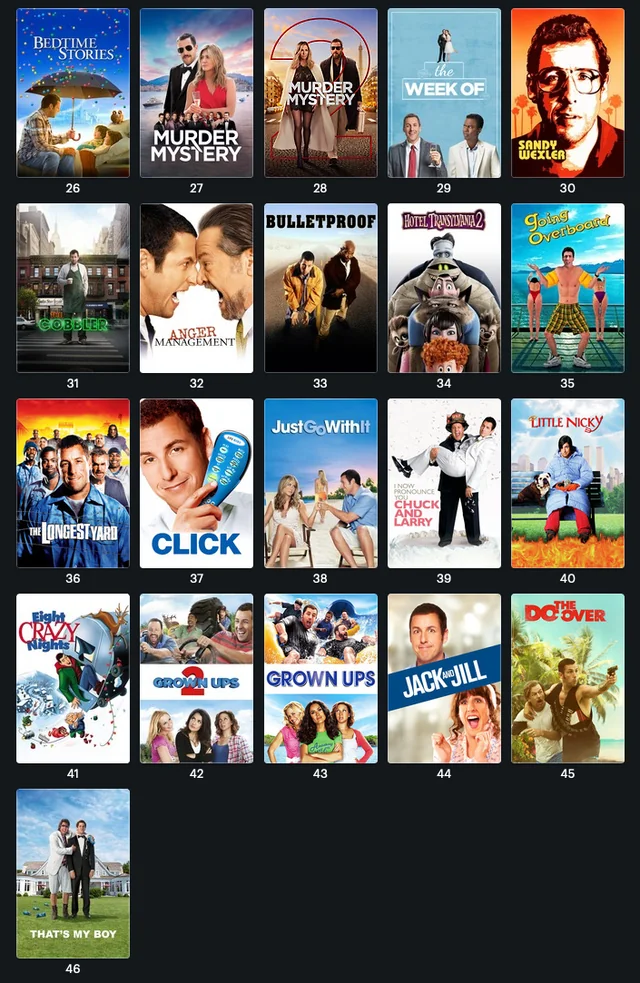 BEDTIME
STORIES
MURDER
MYSTERY
2
MURDER
MYSTERY
the
WEEK OF
SANDY
WEXLER
26
27
28
29
30
THE
COBBLER
ANGER
MANAGEMENT
BULLETPROOF
HOTEL TRANSYLVANIA 2
Going
Overboard
31
32
33
34
35
THE LONGEST YARD
CLICK
Just Go With It
I NOW
PRONOUNCE
YOU
CHUCK
AND
LARRY
LITTLE NICKY
36
37
38
39
40
Eight
CRAZY
Nights
2
GROWN UPS
GROWN UPS
JACK AND JILL
THE
DO-OVER
41
42
43
44
45
THAT'S MY BOY
46